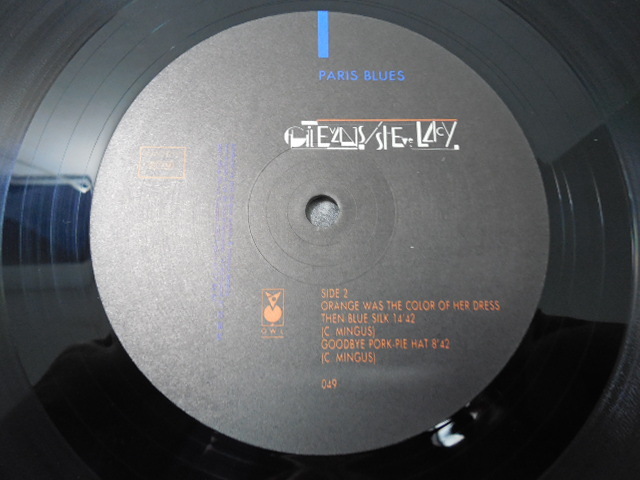 PARIS BLUES
GIL EVANS/STEVE LACY.
SIDE 2
ORANGE WAS THE COLOR OF HER DRESS
THEN BLUE SILK 14'42
(C. MINGUS)
GOODBYE PORK-PIE HAT 8'42
(C. MINGUS)
049
OWL